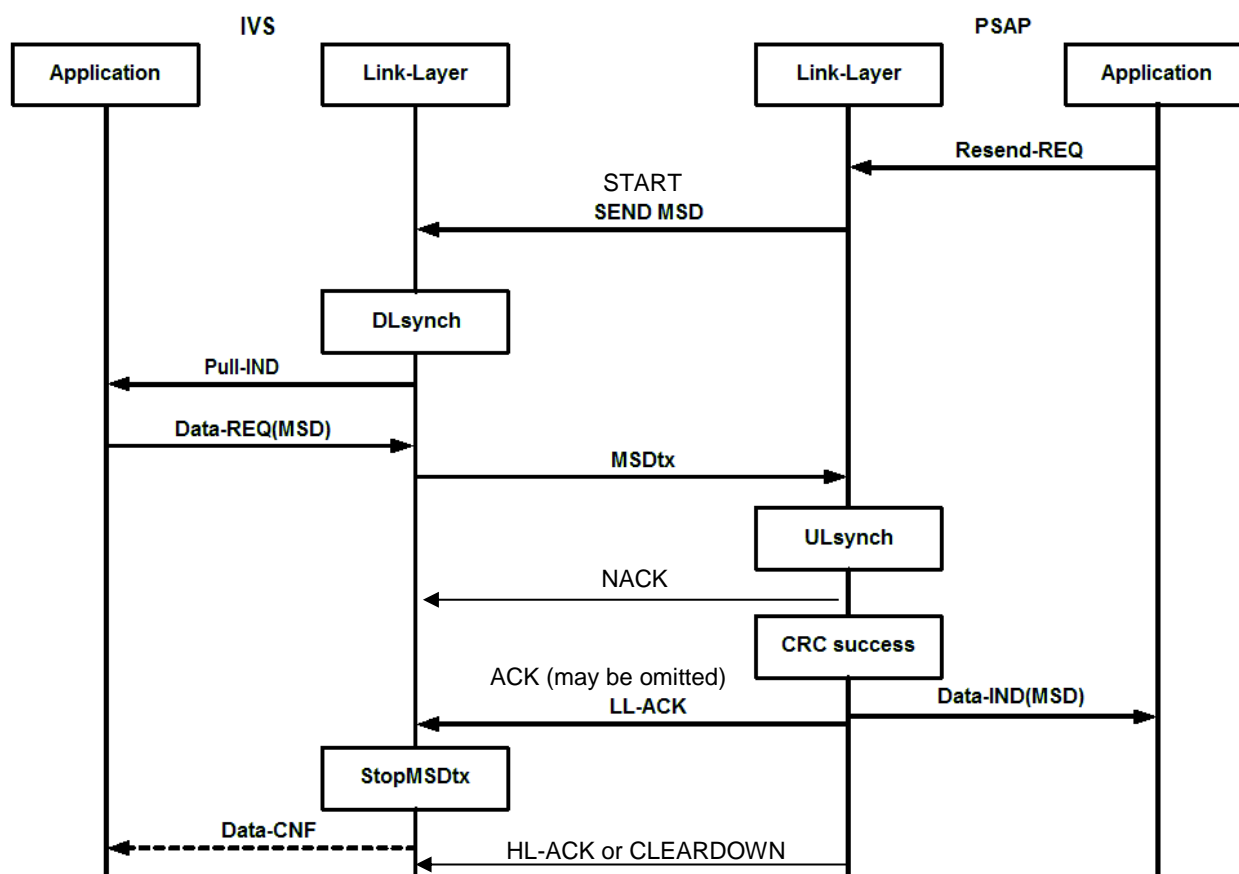 IVS
PSAP
Application
Link-Layer
Link-Layer
Application
Resend-REQ
START
SEND MSD
DLsynch
Pull-IND
Data-REQ(MSD)
MSDtx
ULsynch
NACK
CRC success
ACK (may be omitted)
LL-ACK
Data-IND(MSD)
StopMSDtx
Data-CNF
HL-ACK or CLEARDOWN